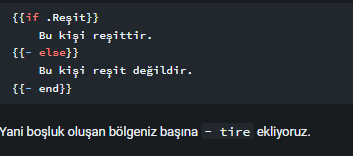 {{if .Reşit}}
    Bu kişi reşittir.
{{- else}}
    Bu kişi reşit değildir.
{{- end}}
Yani boşluk oluşan bölgeniz başına - tire ekliyoruz.